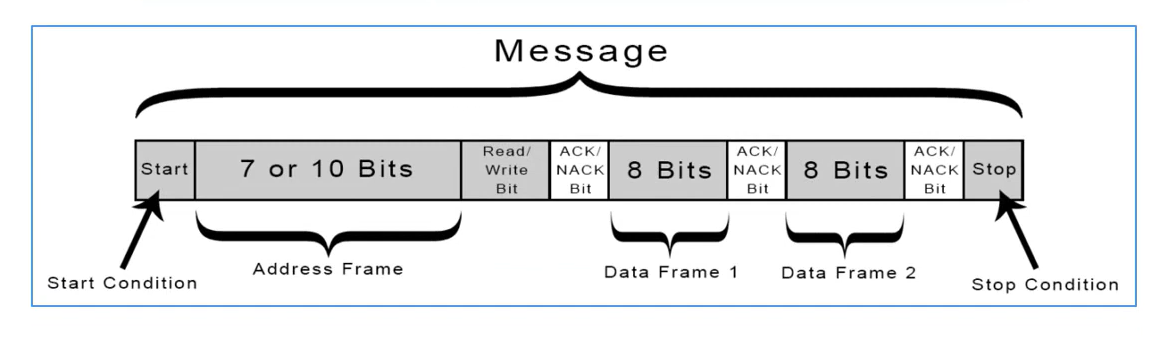 Message
Start
7 or 10 Bits
Read/
Write
Bit
ACK/
NACK
Bit
8 Bits
ACK/
NACK
Bit
8 Bits
ACK/
NACK
Bit
Stop
Start Condition
Address Frame
Data Frame 1
Data Frame 2
Stop Condition